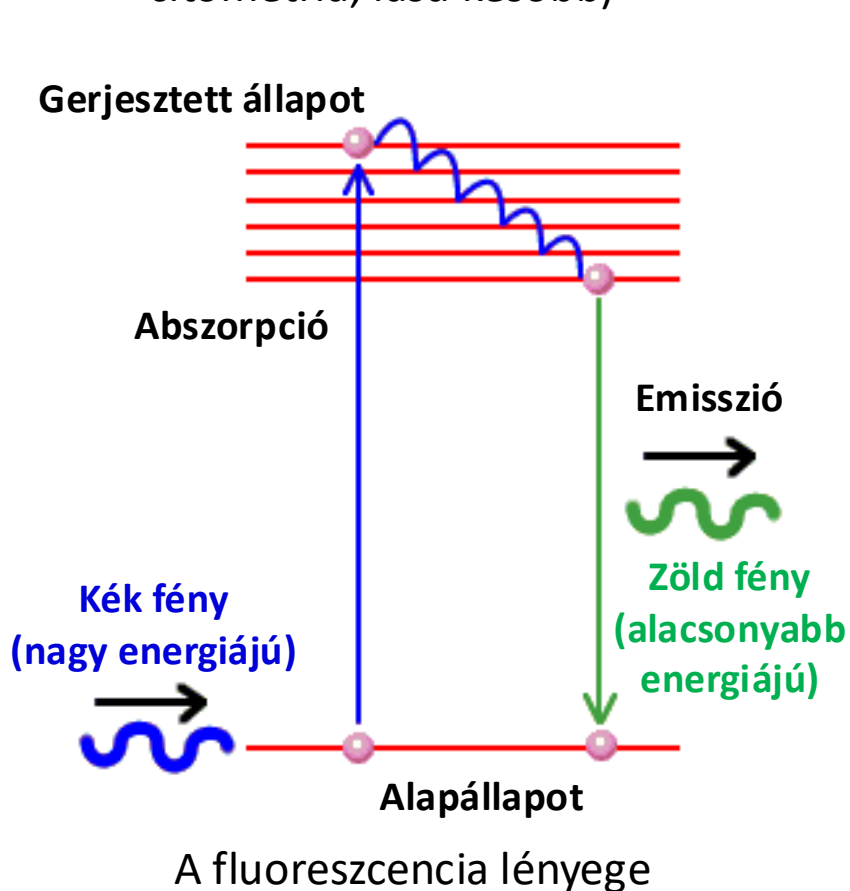 Gerjesztett állapot
Abszorpció
Emisszió
Kék fény
(nagy energiájú)
Zöld fény
(alacsonyabb
energiájú)
Alapállapot
A fluoreszcencia lényege